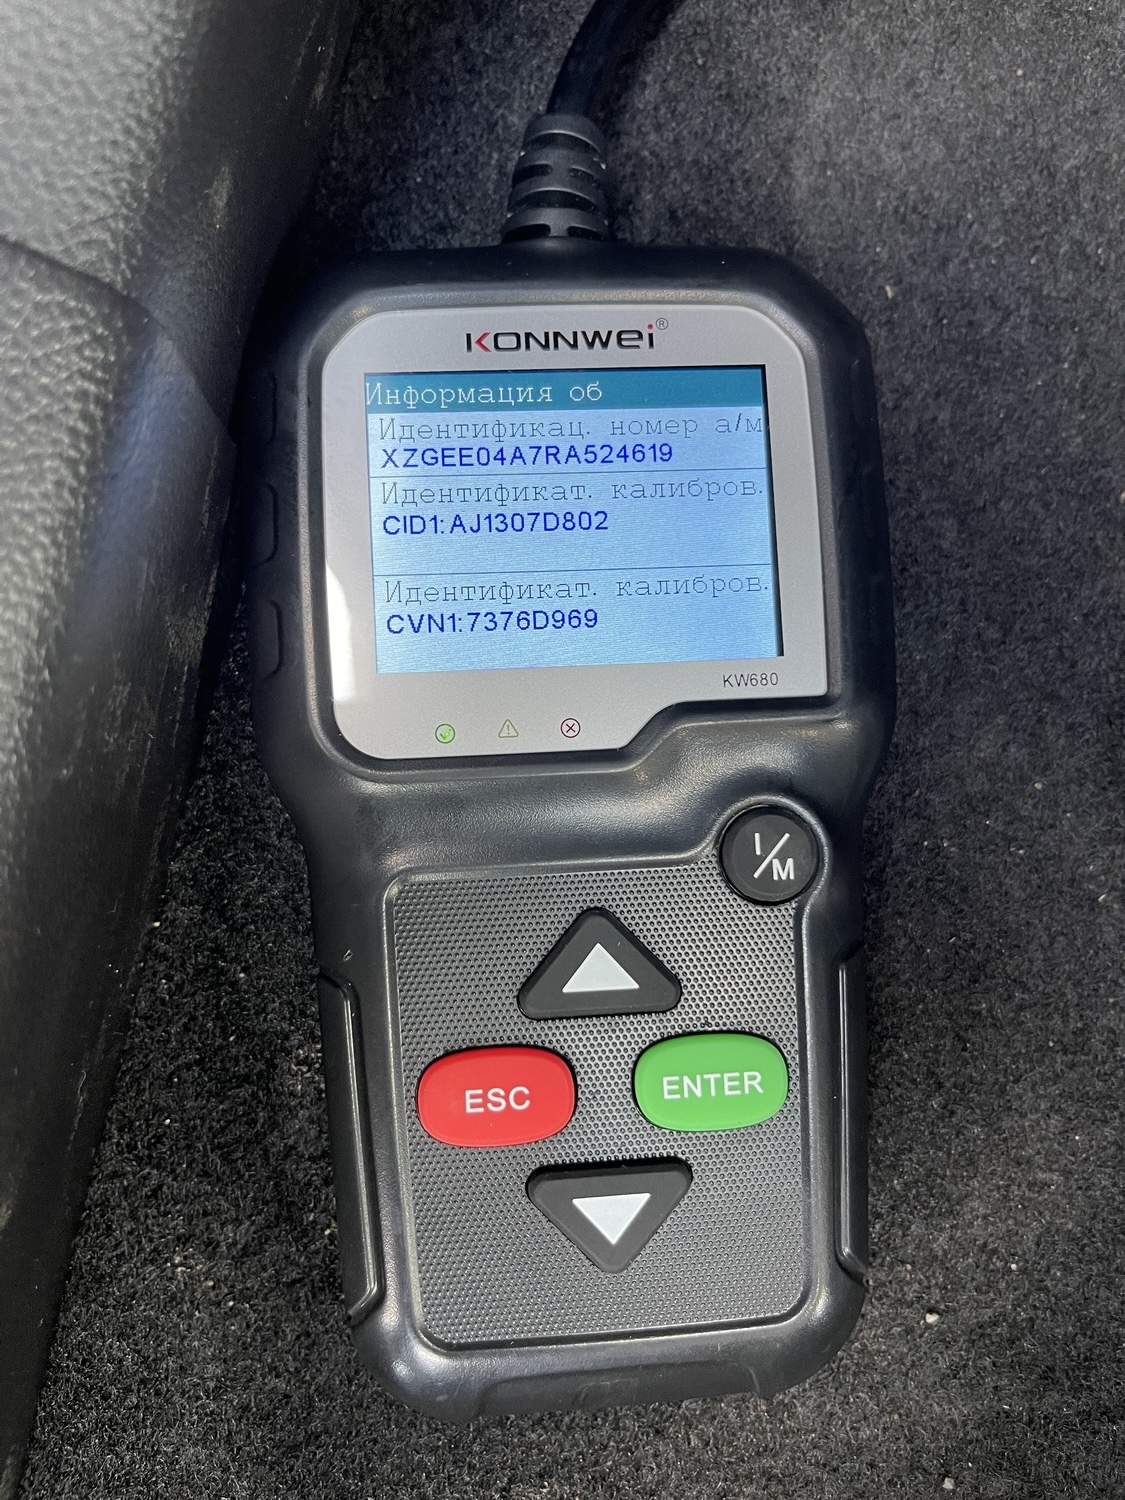 KONNWEI®
Информация об
Идентификац. номер а/м
XZGEE04A7RA524619
Идентификат. калибров.
CID1:AJ1307D802
Идентификат. калибров.
CVN1:7376D969
KW680
I/M
ESC
ENTER